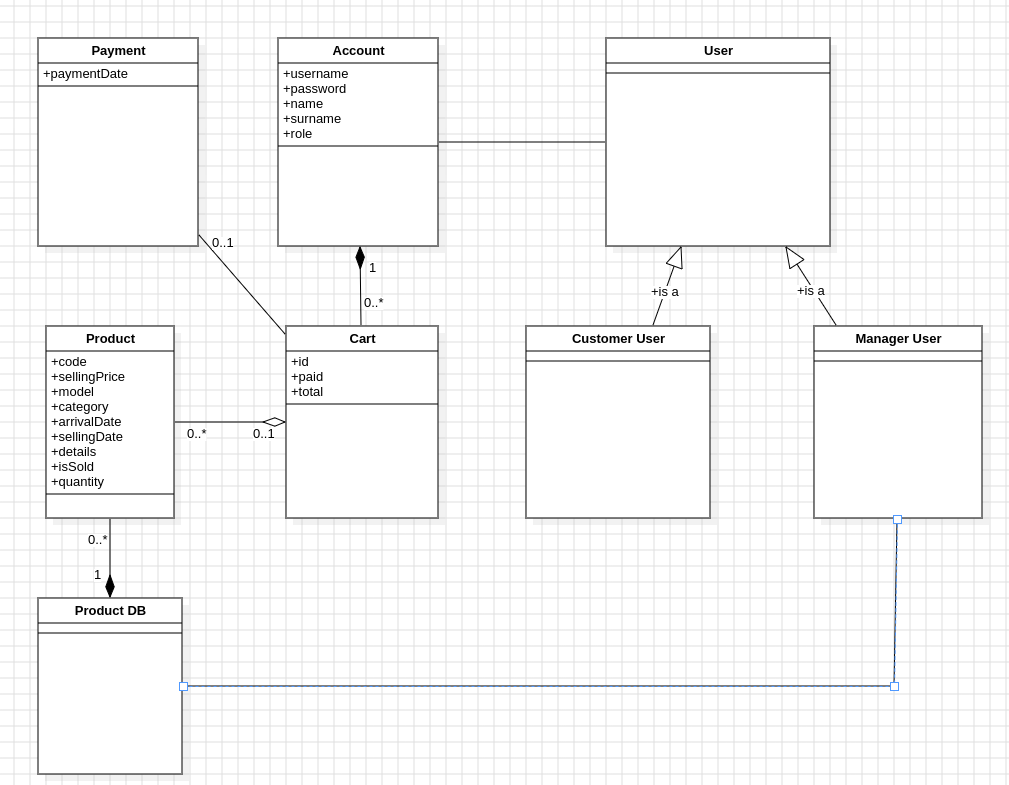 Payment
+paymentDate
Account
+username
+password
+name
+surname
+role
User
0..1
1
0..*
+is a
+is a
Product
+code
+sellingPrice
+model
+category
+arrivalDate
+sellingDate
+details
+isSold
+quantity
0..*
0..1
Cart
+id
+paid
+total
Customer User
Manager User
0..*
1
Product DB